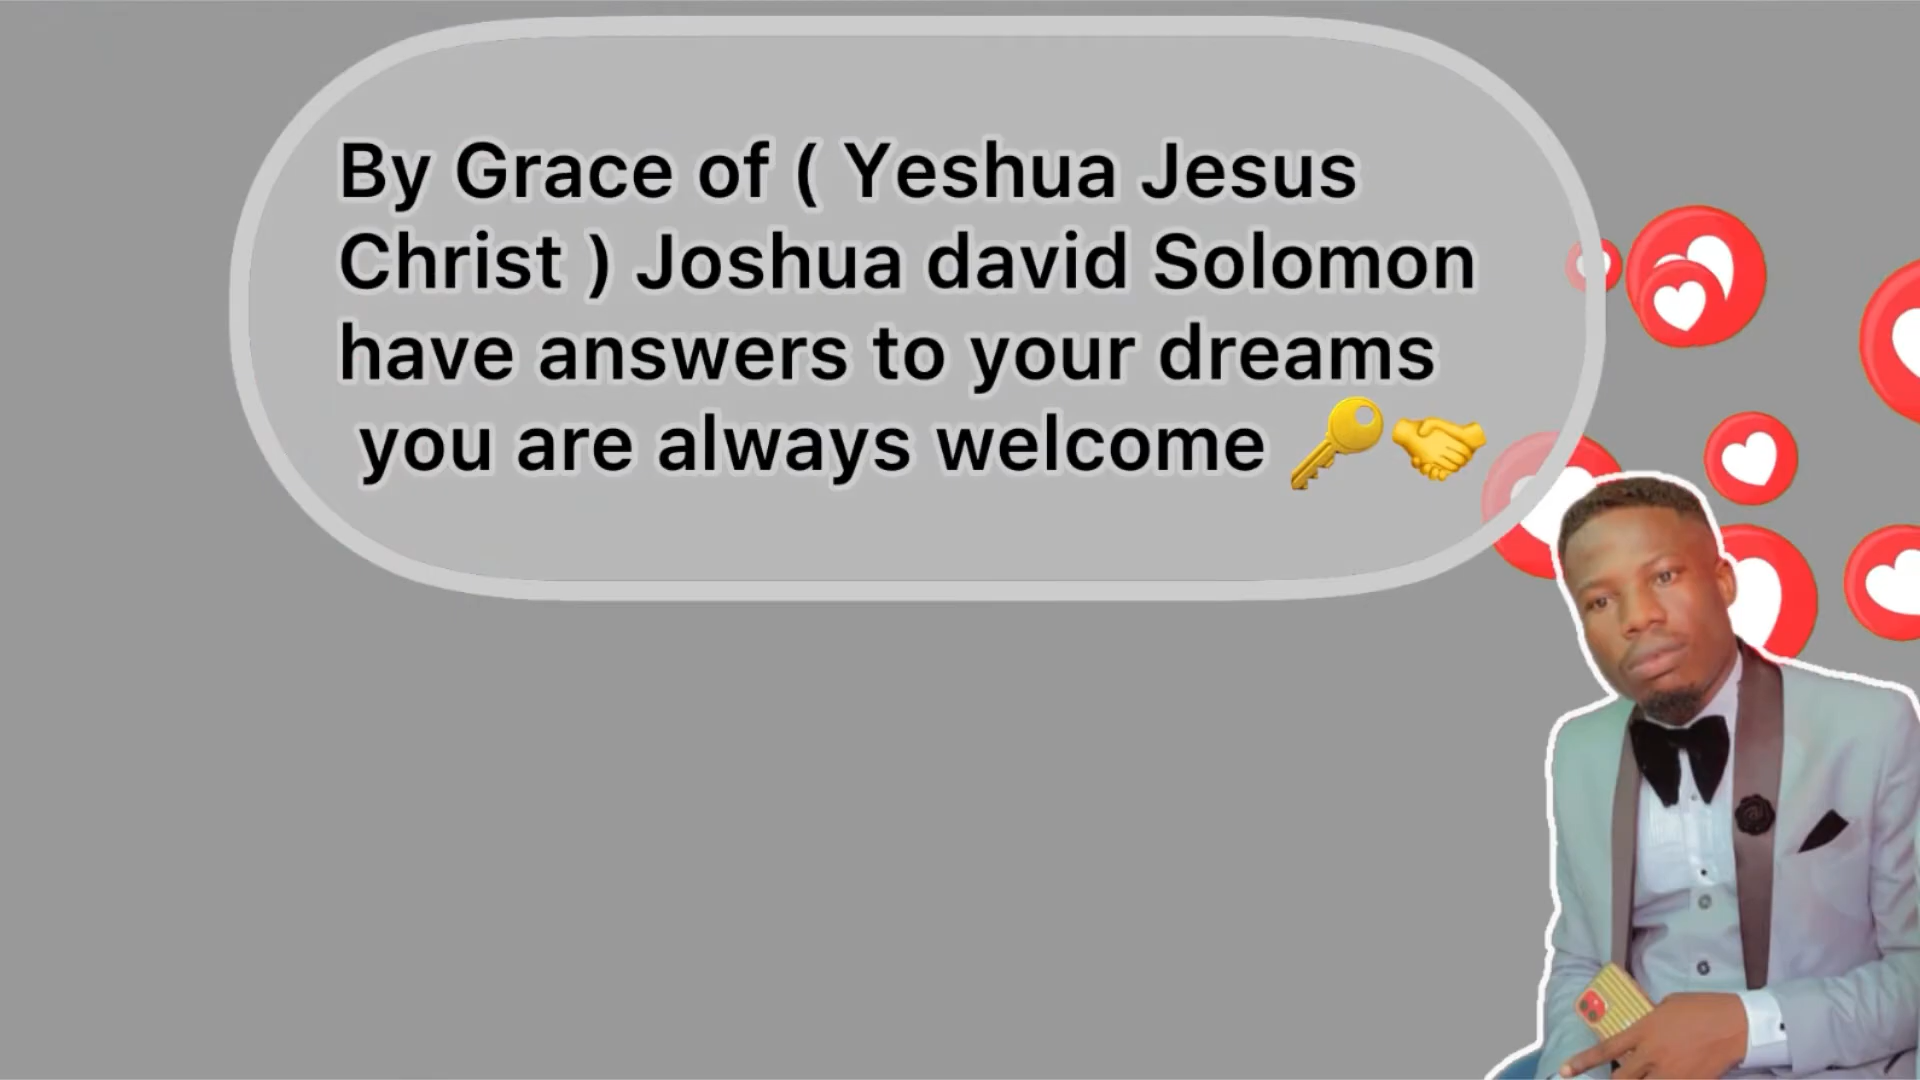 By Grace of ( Yeshua Jesus
Christ ) Joshua david Solomon
have answers to your dreams
you are always welcome 🔑🤝